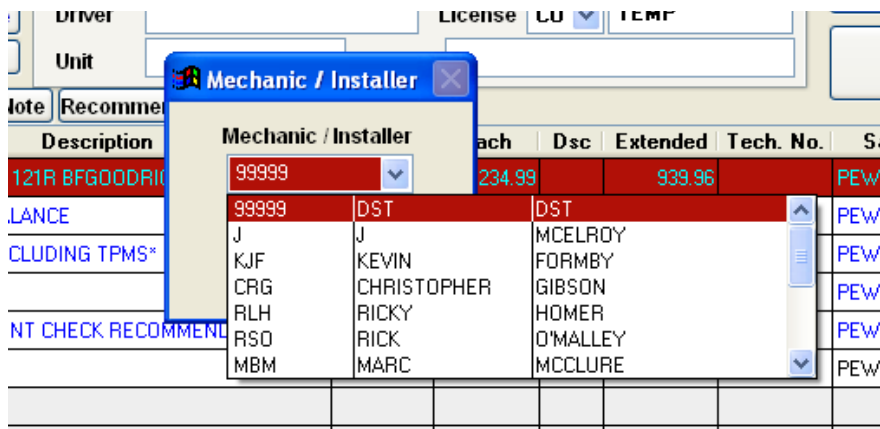 Driver License CO TEMP
Unit
Mechanic / Installer
Note Recomme
Mechanic / Installer
Description ach Dsc Extended Tech. No. Sa
99999
121R BFGOODRIC 234.99 939.96 PEW
99999 DST DST
LANCE PEW
J J MCELROY
CLUDING TPMS* PEW
KJF KEVIN FORMBY
CRG CHRISTOPHER GIBSON
PEW
RLH RICKY HOMER
NT CHECK RECOMMEND PEW
RSO RICK O'MALLEY
MBM MARC MCCLURE
PEW